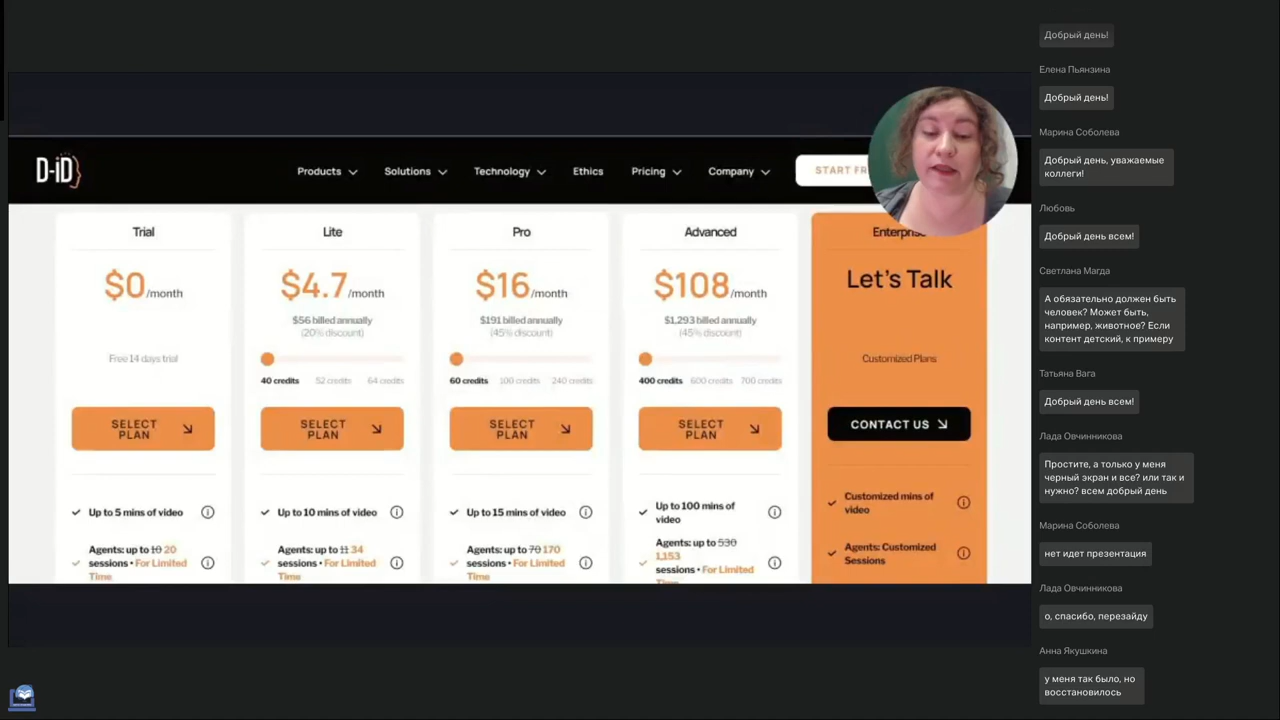 D-iD
Products
Solutions
Technology
Ethics
Pricing
Company
START FR
Trial
$0/month
Free 14 days trial
SELECT
PLAN
Up to 5 mins of video
Agents: up to 10 20
sessions • For Limited
Time
Lite
$4.7/month
$56 billed annually
(20% discount)
40 credits
52 credits
64 credits
SELECT
PLAN
Up to 10 mins of video
Agents: up to 11 34
sessions • For Limited
Time
Pro
$16/month
$191 billed annually
(45% discount)
60 credits
100 credits
240 credits
SELECT
PLAN
Up to 15 mins of video
Agents: up to 70 170
sessions • For Limited
Time
Advanced
$108/month
$1,293 billed annually
(45% discount)
400 credits
600 credits
700 credits
SELECT
PLAN
Up to 100 mins of
video
Agents: up to 530
1,153
sessions • For Limited
Time
Enterprise
Let's Talk
Customized Plans
CONTACT US
Customized mins of
video
Agents: Customized
Sessions
Добрый день!
Елена Пьянзина
Добрый день!
Марина Соболева
Добрый день, уважаемые
коллеги!
Любовь
Добрый день всем!
Светлана Магда
А обязательно должен быть
человек? Может быть,
например, животное? Если
контент детский, к примеру
Татьяна Вага
Добрый день всем!
Лада Овчинникова
Простите, а только у меня
черный экран и все? или так и
нужно? всем добрый день
Марина Соболева
нет идет презентация
Лада Овчинникова
о, спасибо, перезайду
Анна Якушкина
у меня так было, но
восстановилось